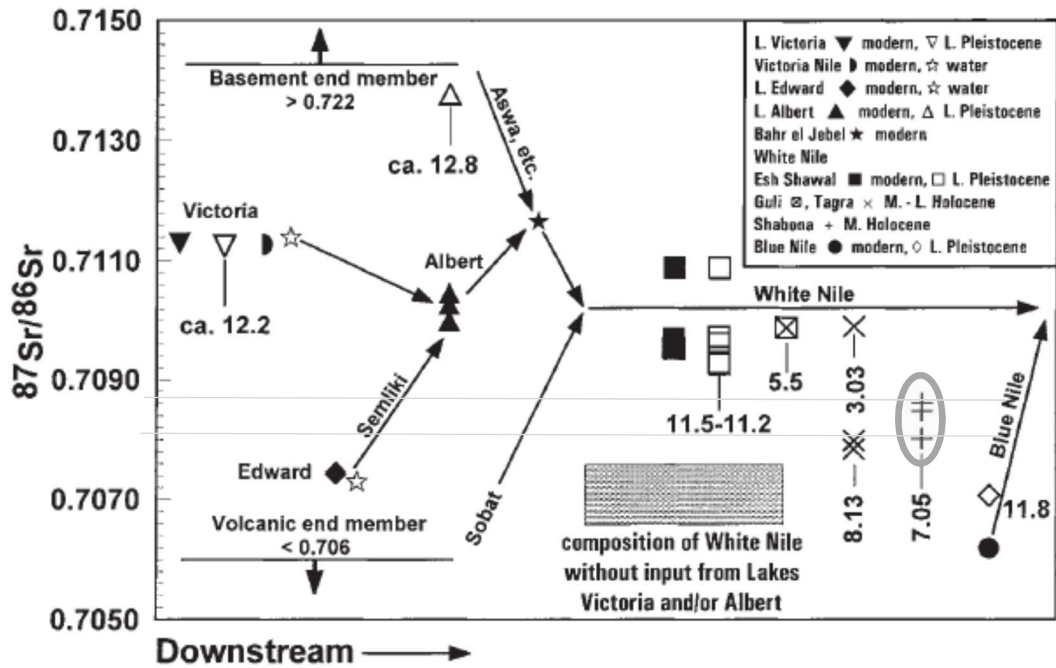 0.7150
0.7130
0.7110
0.7090
0.7070
0.7050
87Sr/86Sr
Basement end member
> 0.722
ca. 12.8
Aswa, etc.
Victoria
ca. 12.2
Albert
Semliki
Edward
Volcanic end member
< 0.706
Sobat
L. Victoria ▼ modern, ▽ L. Pleistocene
Victoria Nile ◗ modern, ☆ water
L. Edward ◆ modern, ☆ water
L. Albert ▲ modern, △ L. Pleistocene
Bahr el Jebel ★ modern
White Nile
Esh Shawal ■ modern, □ L. Pleistocene
Guli ⊠, Tagra × M. - L. Holocene
Shabona + M. Holocene
Blue Nile ● modern, ◇ L. Pleistocene
White Nile
11.5-11.2
5.5
3.03
8.13
7.05
Blue Nile
11.8
composition of White Nile
without input from Lakes
Victoria and/or Albert
Downstream